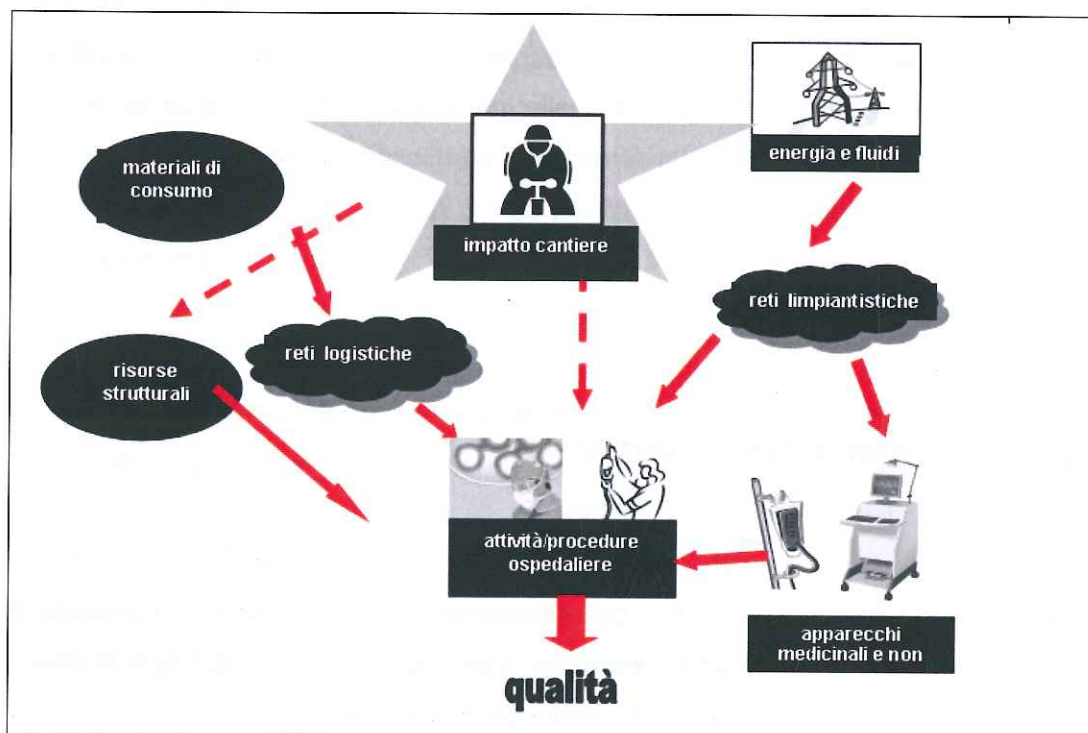 energia e fluidi
materiali di
consumo
impatto cantiere
reti limpiantistiche
reti logistiche
risorse
strutturali
attività/procedure
ospedaliere
apparecchi
medicinali e non
qualità